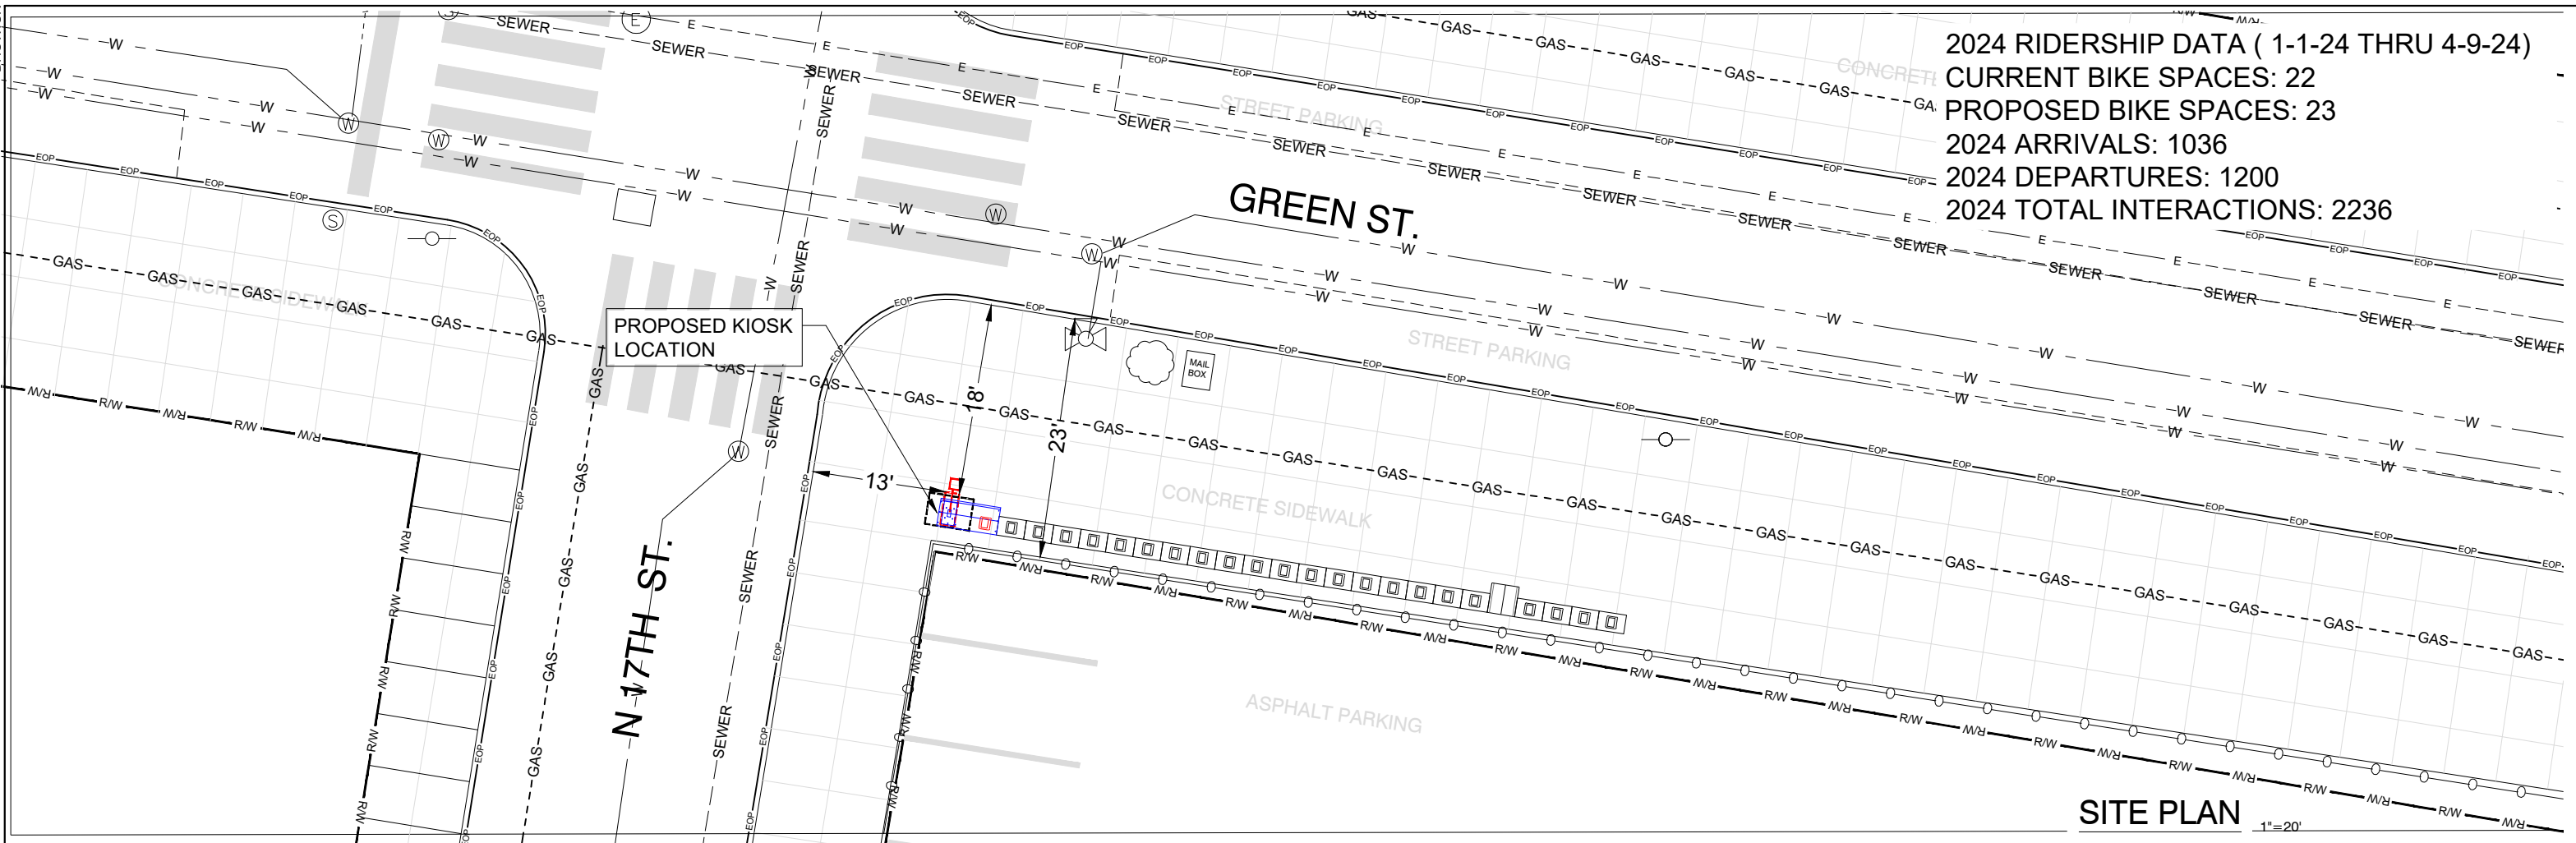 2024 RIDERSHIP DATA ( 1-1-24 THRU 4-9-24)
CURRENT BIKE SPACES: 22
PROPOSED BIKE SPACES: 23
2024 ARRIVALS: 1036
2024 DEPARTURES: 1200
2024 TOTAL INTERACTIONS: 2236
STREET PARKING
GREEN ST.
CONCRETE SIDEWALK
PROPOSED KIOSK
LOCATION
STREET PARKING
MAIL
BOX
18'
23'
13'
CONCRETE SIDEWALK
N 17TH ST.
ASPHALT PARKING
SITE PLAN
1"=20'
W
E
S
SEWER
GAS
EOP
R/W